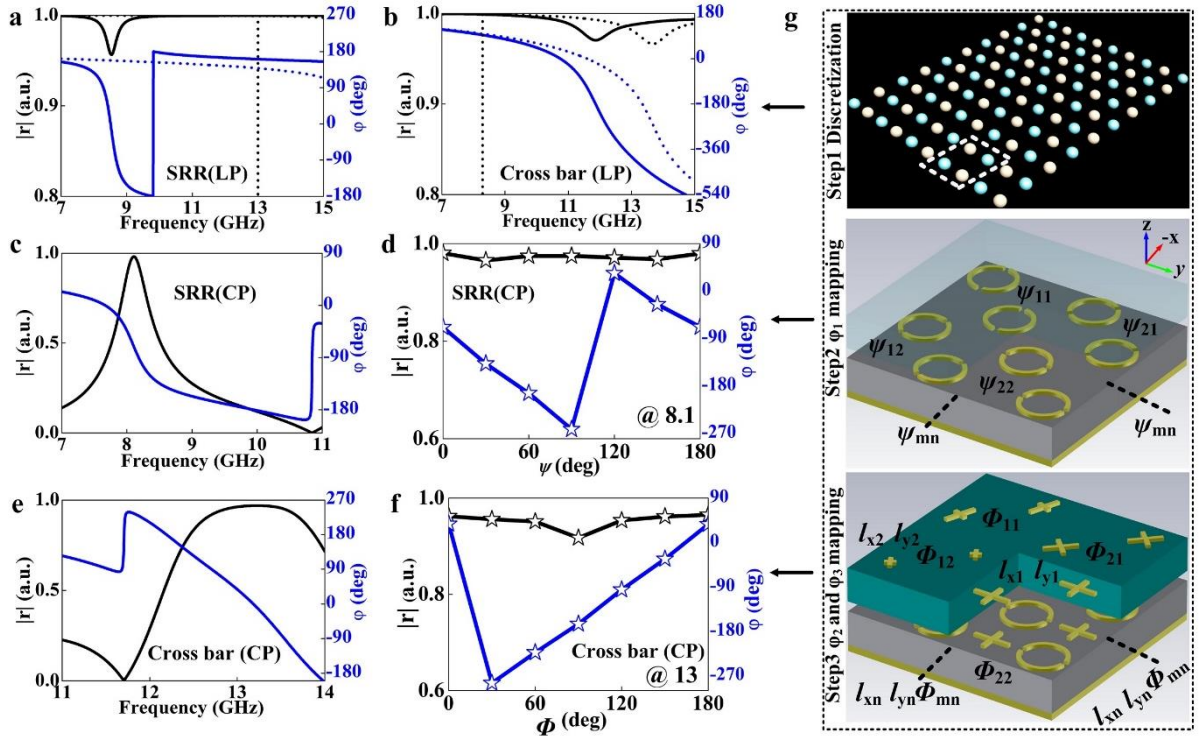 a
1.0
0.9
0.8
|r| (a.u.)
SRR(LP)
7 9 11 13 15
Frequency (GHz)
270
180
90
0
-90
-180
φ (deg)
b
1.0
0.9
0.8
|r| (a.u.)
Cross bar (LP)
7 9 11 13 15
Frequency (GHz)
180
0
-180
-360
-540
φ (deg)
c
1.0
0.5
0.0
|r| (a.u.)
SRR(CP)
7 8 9 10 11
Frequency (GHz)
90
0
-90
-180
φ (deg)
d
1.0
0.8
0.6
|r| (a.u.)
SRR(CP)
@ 8.1
0 60 120 180
ψ (deg)
90
0
-90
-180
-270
φ (deg)
e
1.0
0.5
0.0
|r| (a.u.)
Cross bar (CP)
11 12 13 14
Frequency (GHz)
270
180
90
0
-90
-180
φ (deg)
f
1.0
0.8
0.6
|r| (a.u.)
Cross bar (CP)
@ 13
0 60 120 180
Φ (deg)
90
0
-90
-180
-270
φ (deg)
g
Step1 Discretization
Step2 φ₁ mapping
z
-x
y
ψ₁₁
ψ₂₁
ψ₁₂
ψ₂₂
ψmn
ψmn
Step3 φ₂ and φ₃ mapping
Φ₁₁
lx2 ly2
Φ₁₂
Φ₂₁
lx1 ly1
Φ₂₂
lxn lynΦmn
lxn lynΦmn